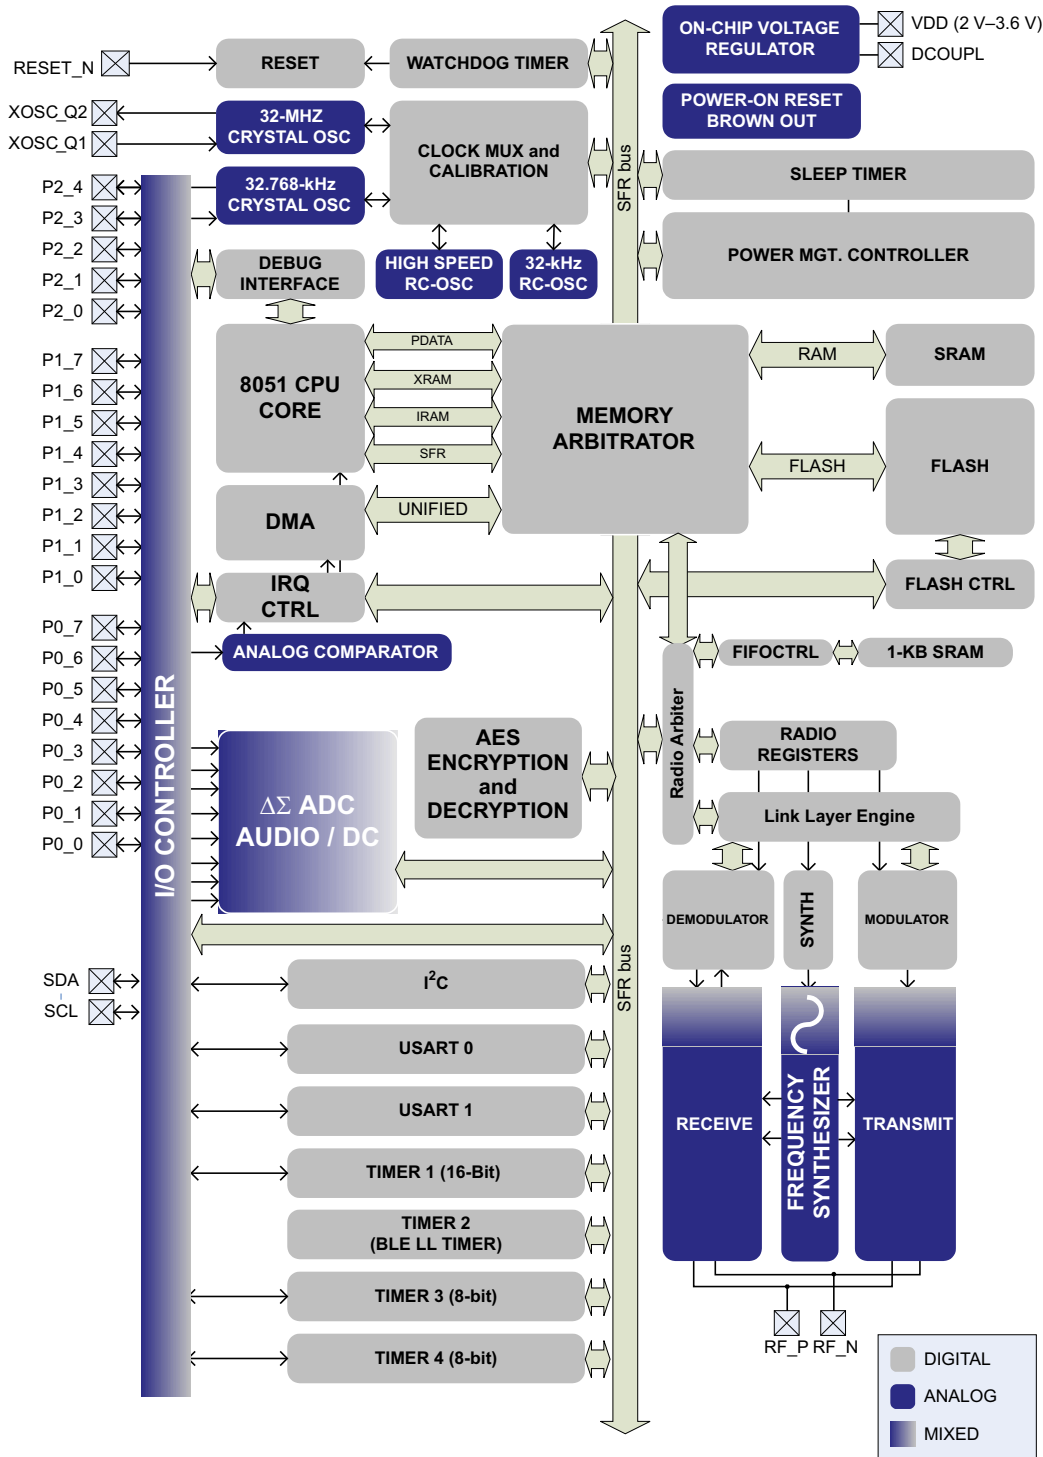 ON-CHIP VOLTAGE
REGULATOR
VDD (2 V–3.6 V)
DCOUPL
RESET_N
RESET
WATCHDOG TIMER
POWER-ON RESET
BROWN OUT
XOSC_Q2
XOSC_Q1
32-MHZ
CRYSTAL OSC
CLOCK MUX and
CALIBRATION
SFR bus
SLEEP TIMER
32.768-kHz
CRYSTAL OSC
POWER MGT. CONTROLLER
HIGH SPEED
RC-OSC
32-kHz
RC-OSC
DEBUG
INTERFACE
P2_4
P2_3
P2_2
P2_1
P2_0
P1_7
P1_6
P1_5
P1_4
P1_3
P1_2
P1_1
P1_0
P0_7
P0_6
P0_5
P0_4
P0_3
P0_2
P0_1
P0_0
SDA
SCL
I/O CONTROLLER
8051 CPU
CORE
PDATA
XRAM
IRAM
SFR
MEMORY
ARBITRATOR
RAM
SRAM
FLASH
FLASH
DMA
UNIFIED
IRQ
CTRL
FLASH CTRL
ANALOG COMPARATOR
FIFOCTRL
1-KB SRAM
Radio Arbiter
RADIO
REGISTERS
Link Layer Engine
AES
ENCRYPTION
and
DECRYPTION
ΔΣ ADC
AUDIO / DC
DEMODULATOR
SYNTH
MODULATOR
SFR bus
I²C
USART 0
USART 1
TIMER 1 (16-Bit)
TIMER 2
(BLE LL TIMER)
TIMER 3 (8-bit)
TIMER 4 (8-bit)
RECEIVE
FREQUENCY
SYNTHESIZER
TRANSMIT
RF_P
RF_N
DIGITAL
ANALOG
MIXED